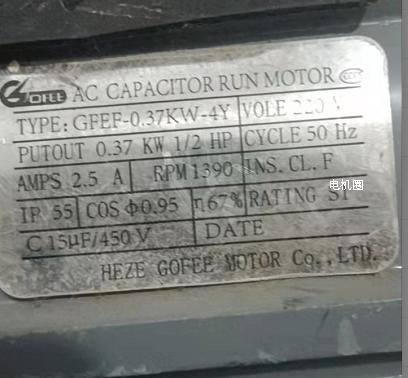 GOFEE AC CAPACITOR RUN MOTOR CCC
TYPE: GFEF-0.37KW-4Y VOLE 220 V
PUTOUT 0.37 KW 1/2 HP CYCLE 50 Hz
AMPS 2.5 A RPM 1390 INS. CL. F
IP 55 COS Φ0.95 η67% RATING S1
电机圈
C 15μF/450 V DATE
HEZE GOFEE MOTOR Co., LTD.